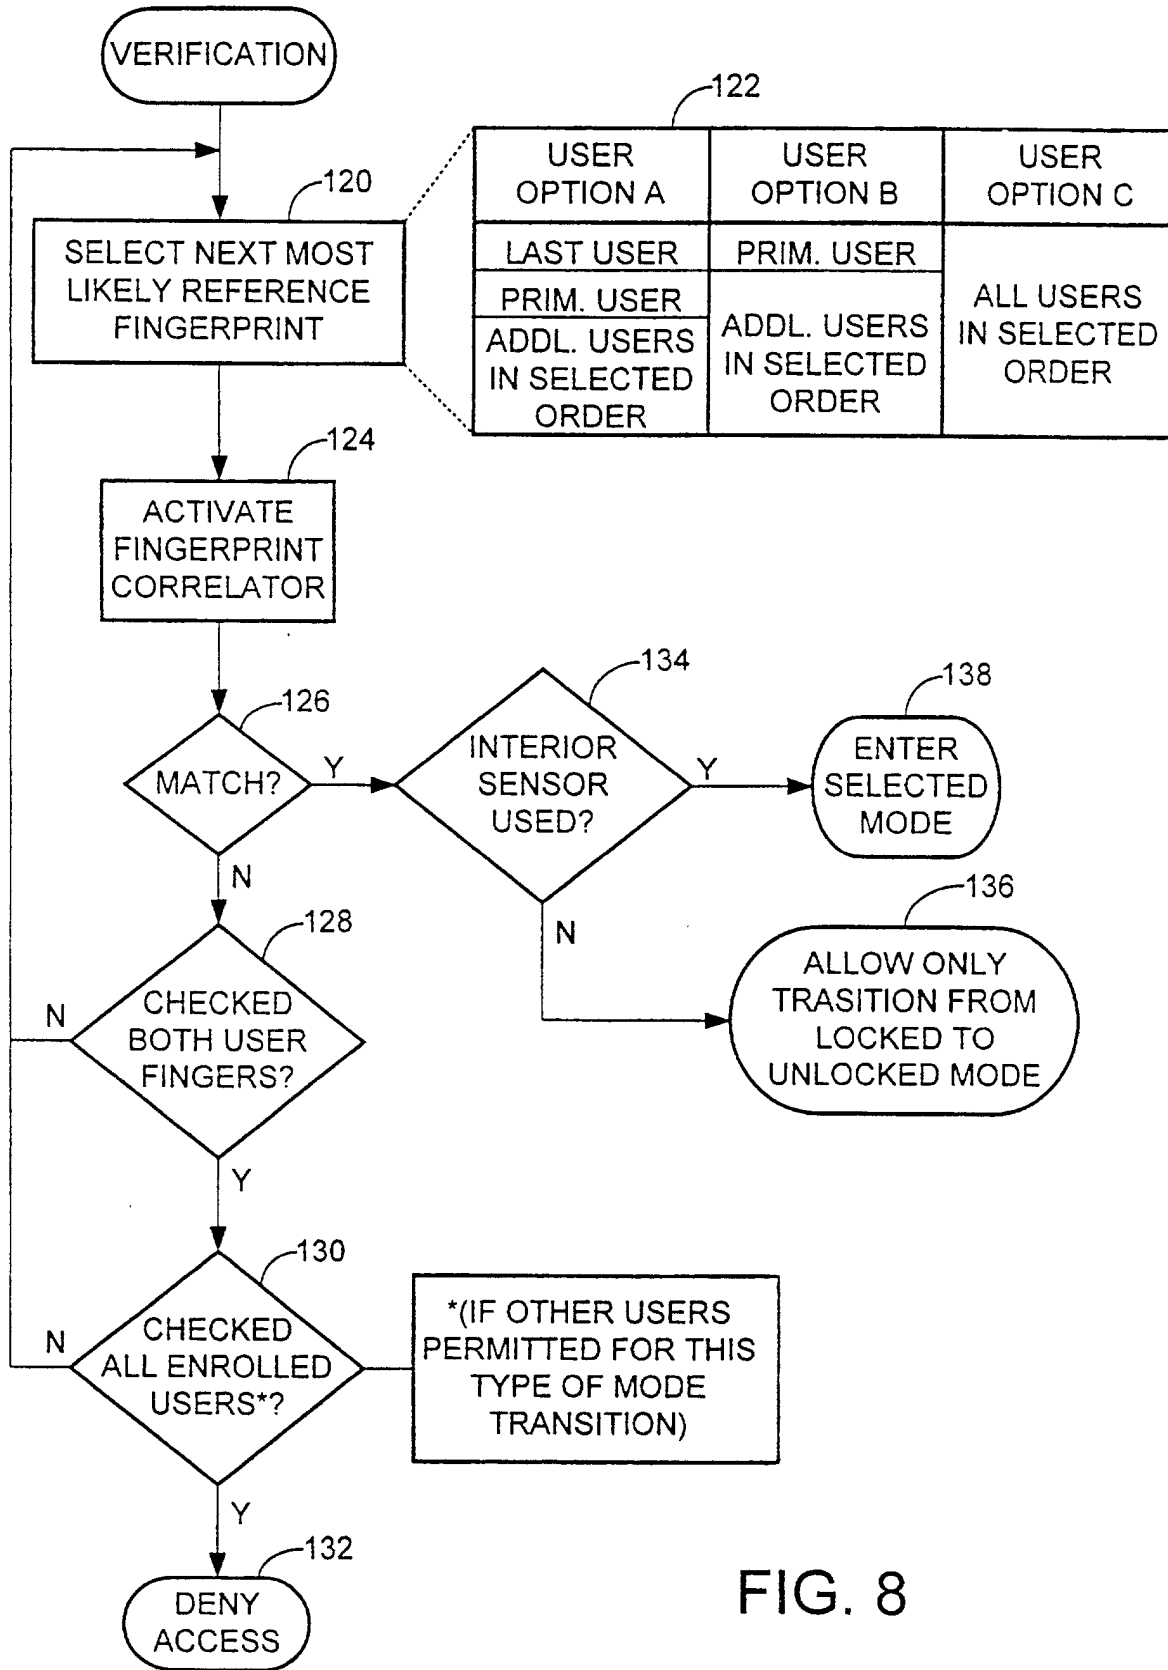 VERIFICATION
122
USER
OPTION A
USER
OPTION B
USER
OPTION C
120
SELECT NEXT MOST
LIKELY REFERENCE
FINGERPRINT
LAST USER
PRIM. USER
ADDL. USERS
IN SELECTED
ORDER
PRIM. USER
ADDL. USERS
IN SELECTED
ORDER
ALL USERS
IN SELECTED
ORDER
124
ACTIVATE
FINGERPRINT
CORRELATOR
126
MATCH?
Y
N
134
INTERIOR
SENSOR
USED?
Y
N
138
ENTER
SELECTED
MODE
136
ALLOW ONLY
TRASITION FROM
LOCKED TO
UNLOCKED MODE
128
CHECKED
BOTH USER
FINGERS?
N
Y
130
CHECKED
ALL ENROLLED
USERS*?
N
Y
*(IF OTHER USERS
PERMITTED FOR THIS
TYPE OF MODE
TRANSITION)
132
DENY
ACCESS
FIG. 8